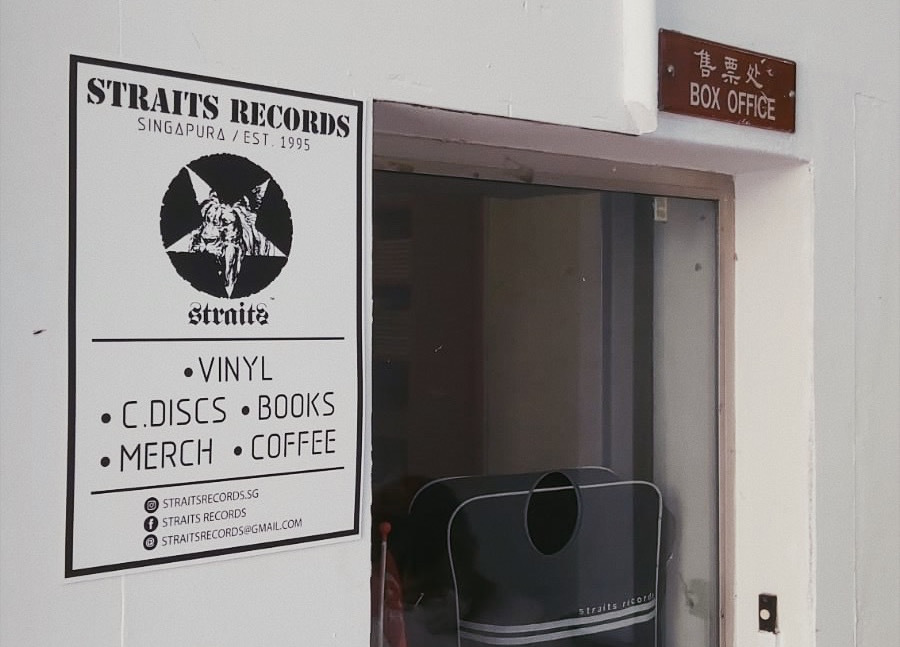 STRAITS RECORDS
SINGAPURA / EST. 1995
straits™
•VINYL
•C.DISCS •BOOKS
•MERCH •COFFEE
STRAITSRECORDS.SG
STRAITS RECORDS
STRAITSRECORDS@GMAIL.COM
售票处
BOX OFFICE
straits records